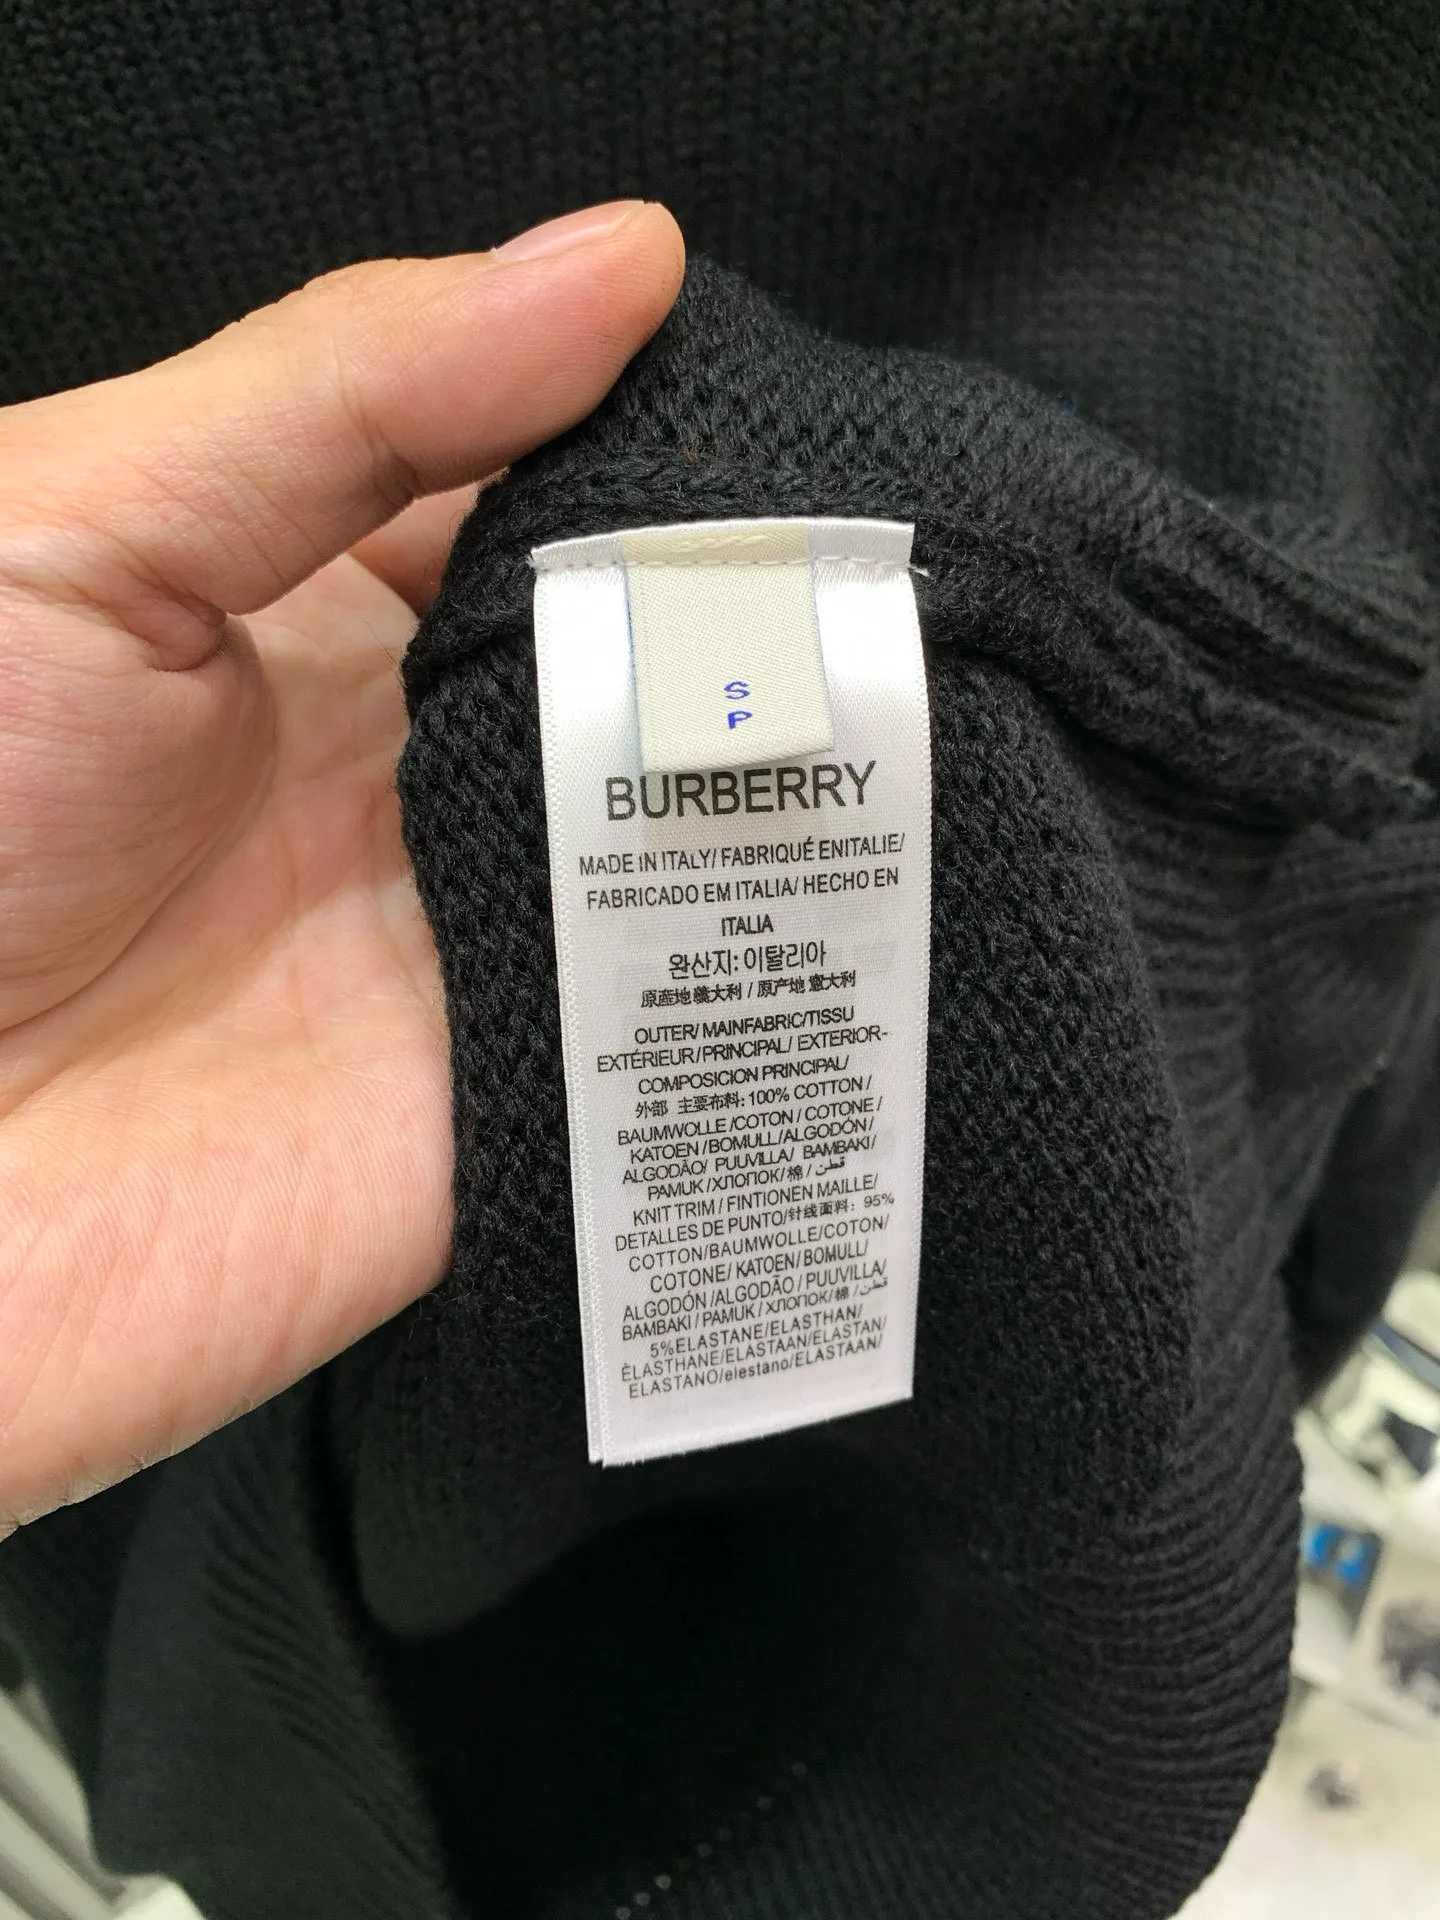 S
P
BURBERRY
MADE IN ITALY/ FABRIQUÉ ENITALIE/
FABRICADO EM ITALIA/ HECHO EN
ITALIA
완산지: 이탈리아
原産地 義大利 / 原产地 意大利
OUTER/ MAINFABRIC/TISSU
EXTÉRIEUR/PRINCIPAL/ EXTERIOR-
COMPOSICION PRINCIPAL/
外部 主要布料: 100% COTTON /
BAUMWOLLE /COTON / COTONE /
KATOEN /BOMULL/ALGODÓN/
ALGODÃO/ PUUVILLA/ BAMBAKI/
PAMUK /ХЛОПОК/ 棉 / قطن
KNIT TRIM / FINTIONEN MAILLE/
DETALLES DE PUNTO/针线面料: 95%
COTTON/BAUMWOLLE/COTON/
COTONE/ KATOEN/ BOMULL/
ALGODÓN /ALGODÃO / PUUVILLA/
BAMBAKI / PAMUK / ХЛОПОК/ 棉 / قطن
5%ELASTANE/ELASTHAN/
ÉLASTHANE/ELASTAAN/ELASTAN/
ELASTANO/elestano/ELASTAAN/